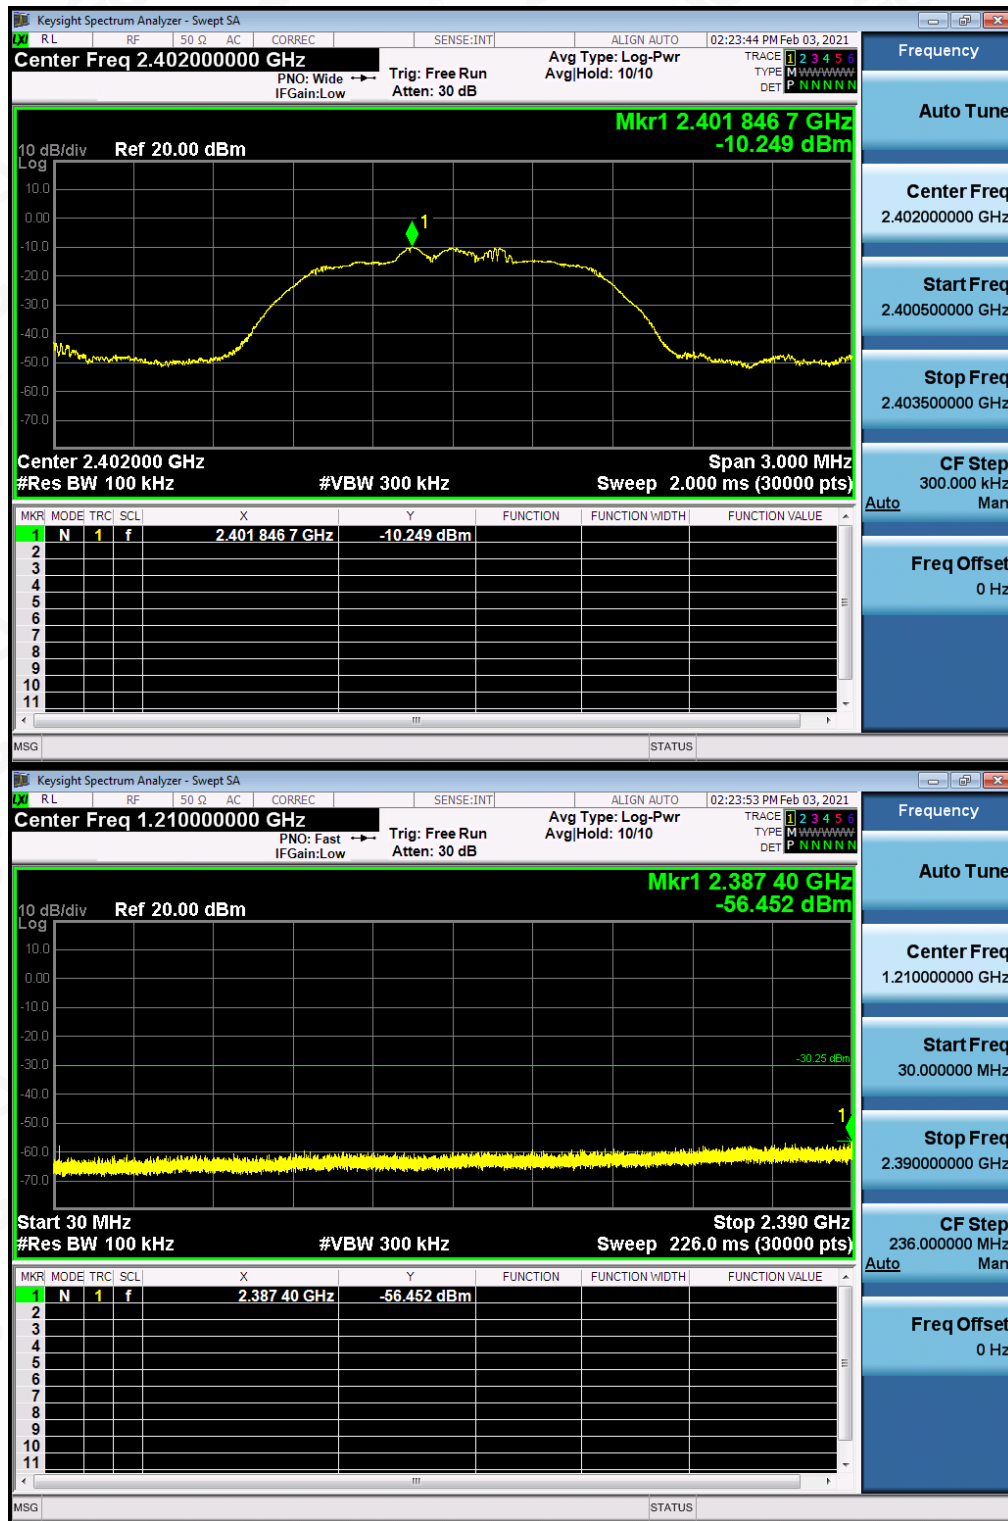 Keysight Spectrum Analyzer - Swept SA
LXI RL RF 50 Ω AC CORREC SENSE:INT ALIGN AUTO 02:23:44 PM Feb 03, 2021
Center Freq 2.402000000 GHz
PNO: Wide
IFGain:Low
Trig: Free Run
Atten: 30 dB
Avg Type: Log-Pwr
Avg|Hold: 10/10
TRACE 1 2 3 4 5 6
TYPE M WWWWW
DET P N N N N N
Mkr1 2.401 846 7 GHz
-10.249 dBm
10 dB/div Ref 20.00 dBm
Log
10.0
0.00
-10.0
-20.0
-30.0
-40.0
-50.0
-60.0
-70.0
1
Center 2.402000 GHz Span 3.000 MHz
#Res BW 100 kHz #VBW 300 kHz Sweep 2.000 ms (30000 pts)
MKR MODE TRC SCL X Y FUNCTION FUNCTION WIDTH FUNCTION VALUE
1 N 1 f 2.401 846 7 GHz -10.249 dBm
2
3
4
5
6
7
8
9
10
11
MSG STATUS
Frequency
Auto Tune
Center Freq
2.402000000 GHz
Start Freq
2.400500000 GHz
Stop Freq
2.403500000 GHz
CF Step
300.000 kHz
Auto Man
Freq Offset
0 Hz
Keysight Spectrum Analyzer - Swept SA
LXI RL RF 50 Ω AC CORREC SENSE:INT ALIGN AUTO 02:23:53 PM Feb 03, 2021
Center Freq 1.210000000 GHz
PNO: Fast
IFGain:Low
Trig: Free Run
Atten: 30 dB
Avg Type: Log-Pwr
Avg|Hold: 10/10
TRACE 1 2 3 4 5 6
TYPE M WWWWW
DET P N N N N N
Mkr1 2.387 40 GHz
-56.452 dBm
10 dB/div Ref 20.00 dBm
Log
10.0
0.00
-10.0
-20.0
-30.0
-40.0
-50.0
-60.0
-70.0
-30.25 dBm
1
Start 30 MHz Stop 2.390 GHz
#Res BW 100 kHz #VBW 300 kHz Sweep 226.0 ms (30000 pts)
MKR MODE TRC SCL X Y FUNCTION FUNCTION WIDTH FUNCTION VALUE
1 N 1 f 2.387 40 GHz -56.452 dBm
2
3
4
5
6
7
8
9
10
11
MSG STATUS
Frequency
Auto Tune
Center Freq
1.210000000 GHz
Start Freq
30.000000 MHz
Stop Freq
2.390000000 GHz
CF Step
236.000000 MHz
Auto Man
Freq Offset
0 Hz